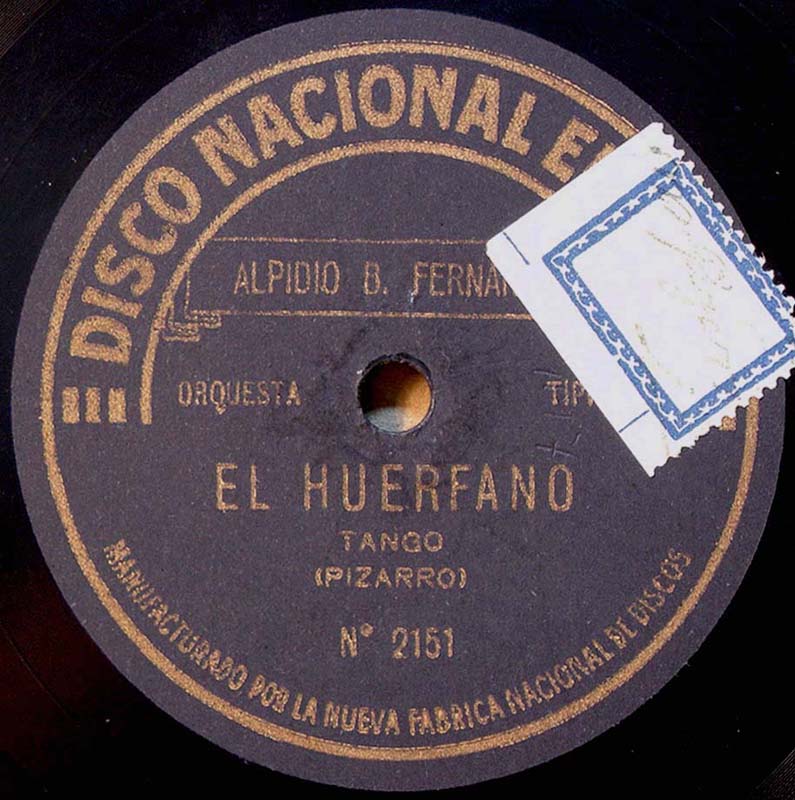 DISCO NACIONAL
ALPIDIO B.
ORQUESTA
EL HUERFANO
TANGO
(PIZARRO)
Nº 2151
MANUFACTURADO POR LA NUEVA FABRICA NACIONAL DE DISCOS